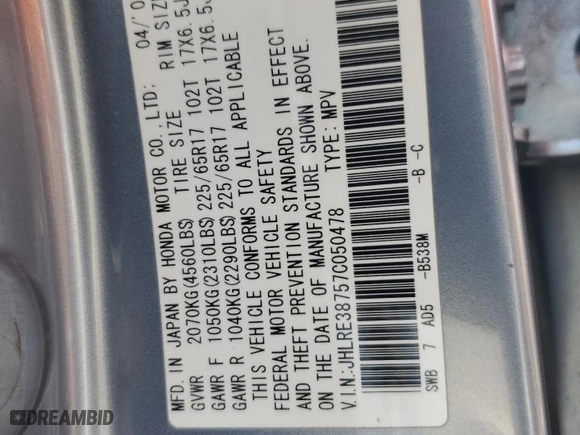 MFD. IN JAPAN BY HONDA MOTOR CO., LTD: 04/'0
GVWR 2070KG(4560LBS) TIRE SIZE RIM SIZ
GAWR F 1050KG(2310LBS) 225/65R17 102T 17X6.5J
GAWR R 1040KG(2290LBS) 225/65R17 102T 17X6.5J
THIS VEHICLE CONFORMS TO ALL APPLICABLE
FEDERAL MOTOR VEHICLE SAFETY
AND THEFT PREVENTION STANDARDS IN EFFECT
ON THE DATE OF MANUFACTURE SHOWN ABOVE.
V.I.N:JHLRE38757C050478 TYPE: MPV
SWB 7 AD5 -B538M -B -C
DREAMBID